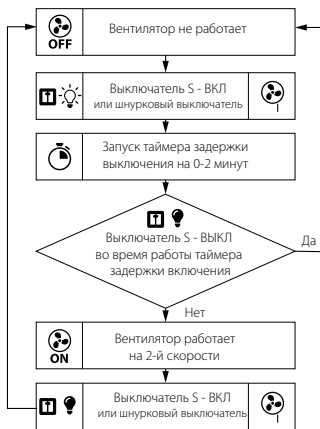 OFF
Вентилятор не работает
Выключатель S - ВКЛ
или шнурковый выключатель
Запуск таймера задержки
выключения на 0-2 минут
Выключатель S - ВЫКЛ
во время работы таймера
задержки включения
Да
Нет
ON
Вентилятор работает
на 2-й скорости
Выключатель S - ВКЛ
или шнурковый выключатель